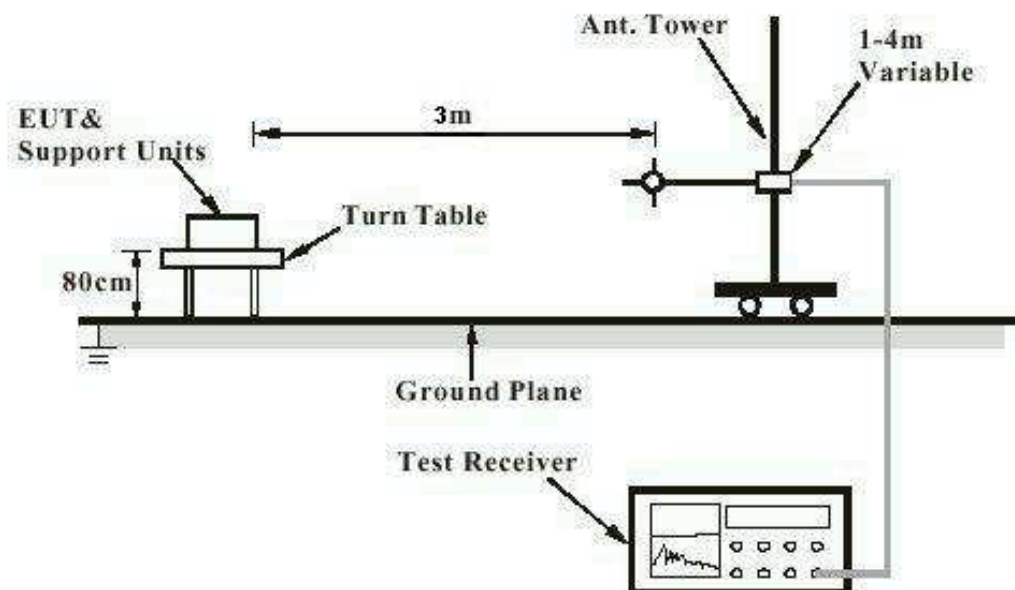 Ant. Tower
1-4m
Variable
3m
EUT&
Support Units
Turn Table
80cm
Ground Plane
Test Receiver